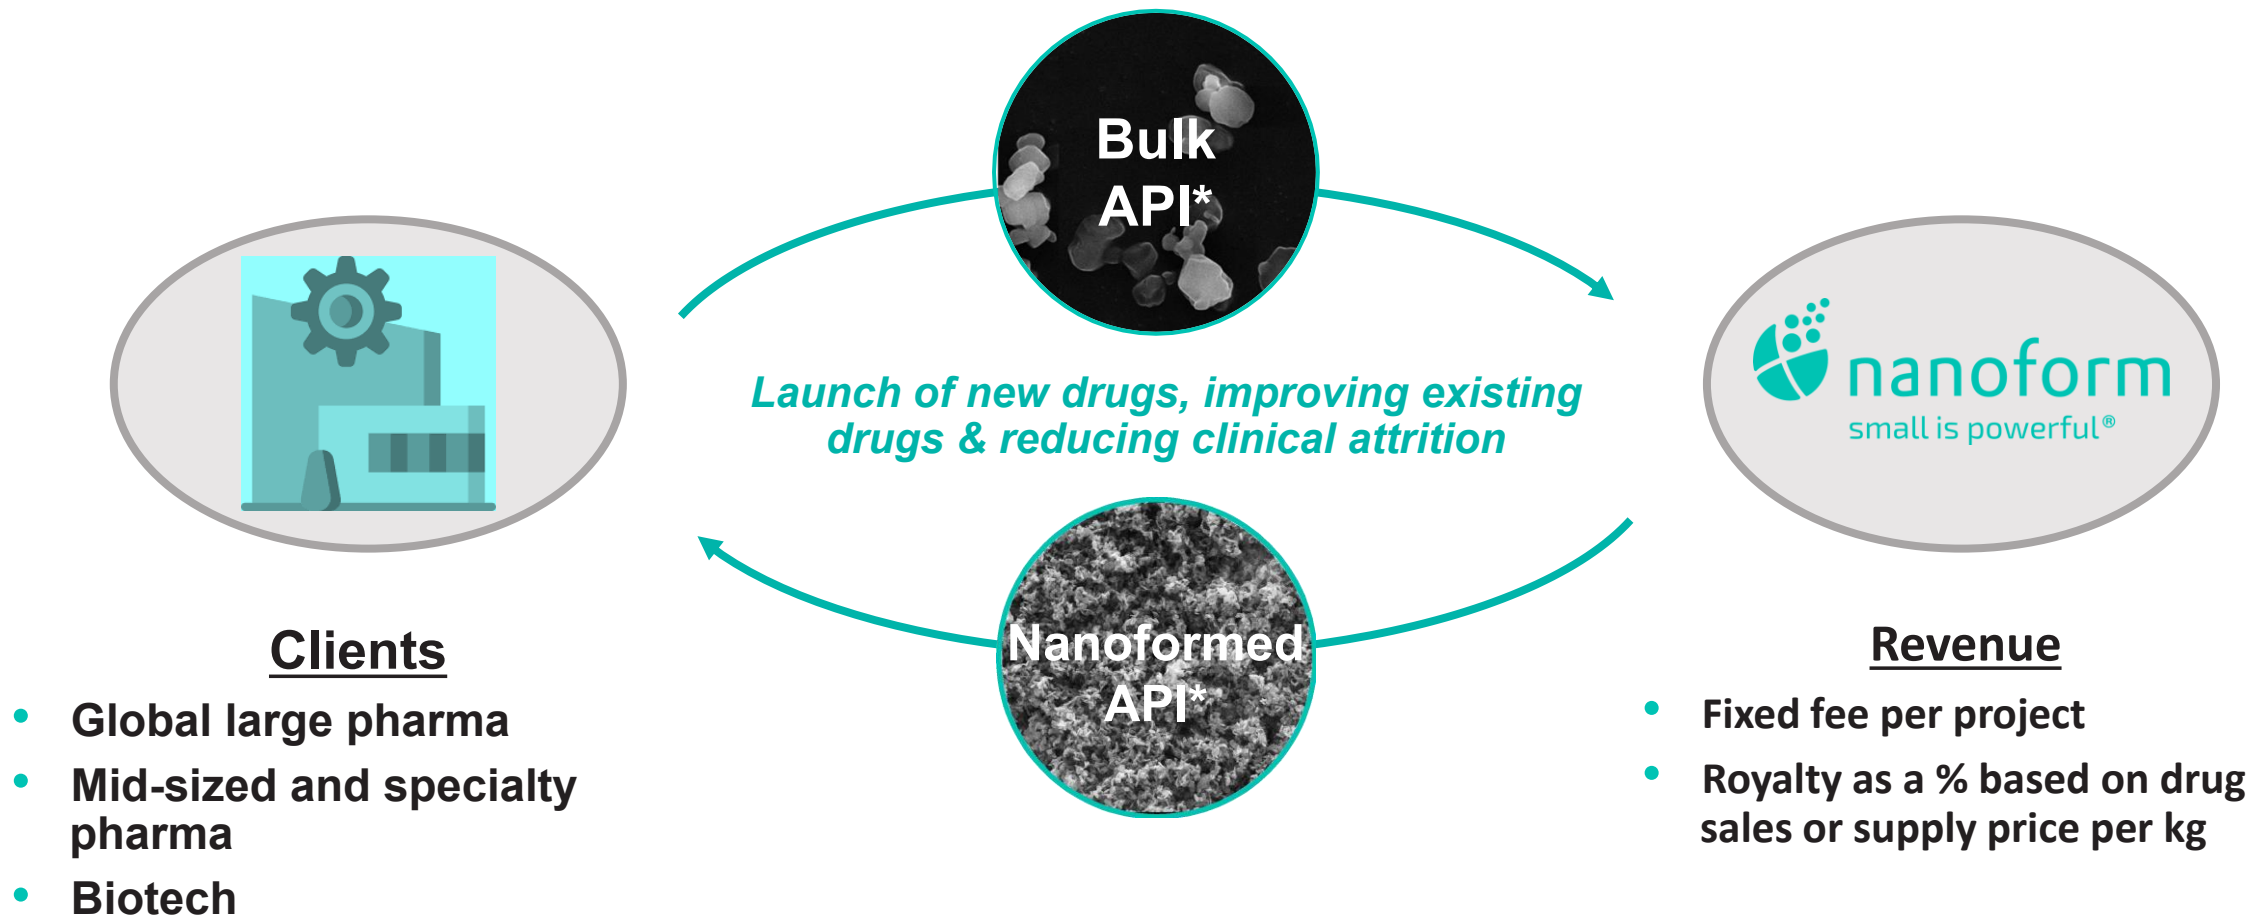 Bulk
API*
Launch of new drugs, improving existing
drugs & reducing clinical attrition
nanoform
small is powerful®
Nanoformed
API*
Clients
• Global large pharma
• Mid-sized and specialty
pharma
• Biotech
Revenue
• Fixed fee per project
• Royalty as a % based on drug
sales or supply price per kg